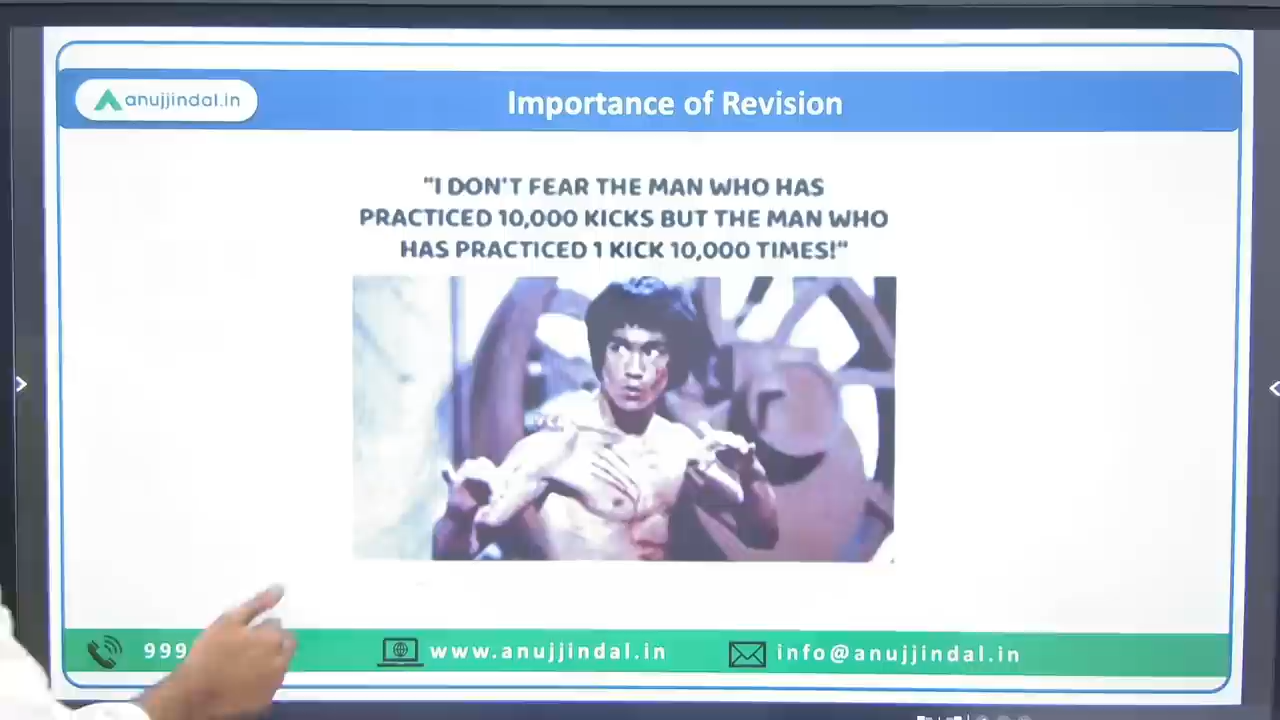 anujjindal.in
Importance of Revision
"I DON'T FEAR THE MAN WHO HAS
PRACTICED 10,000 KICKS BUT THE MAN WHO
HAS PRACTICED 1 KICK 10,000 TIMES!"
999
www.anujjindal.in
info@anujjindal.in